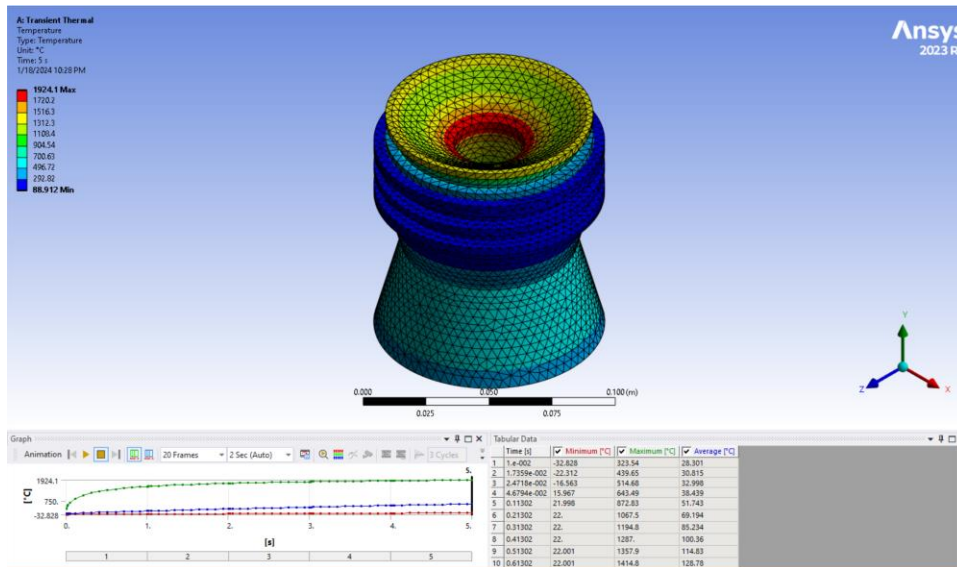 A: Transient Thermal
Temperature
Type: Temperature
Unit: °C
Time: 5 s
1/18/2024 10:28 PM
1924.1 Max
1720.2
1516.3
1312.3
1108.4
904.54
700.63
496.72
292.82
88.912 Min
Ansys
2023 R
Y
Z
X
0.000
0.050
0.100 (m)
0.025
0.075
Graph
Animation
20 Frames
2 Sec (Auto)
3 Cycles
5.
1924.1
750.
-32.828
[°C]
0. 1. 2. 3. 4. 5.
[s]
1 2 3 4 5
Tabular Data
Time [s] Minimum [°C] Maximum [°C] Average [°C]
1 1.e-002 -32.828 323.54 28.301
2 1.7359e-002 -22.312 439.65 30.815
3 2.4718e-002 -16.563 514.68 32.998
4 4.6794e-002 15.967 643.49 38.439
5 0.11302 21.998 872.83 51.743
6 0.21302 22. 1067.5 69.194
7 0.31302 22. 1194.8 85.234
8 0.41302 22. 1287. 100.36
9 0.51302 22.001 1357.9 114.83
10 0.61302 22.001 1414.8 128.78